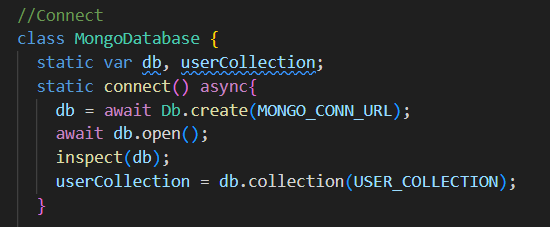 //Connect
class MongoDatabase {
  static var db, userCollection;
  static connect() async{
    db = await Db.create(MONGO_CONN_URL);
    await db.open();
    inspect(db);
    userCollection = db.collection(USER_COLLECTION);
  }